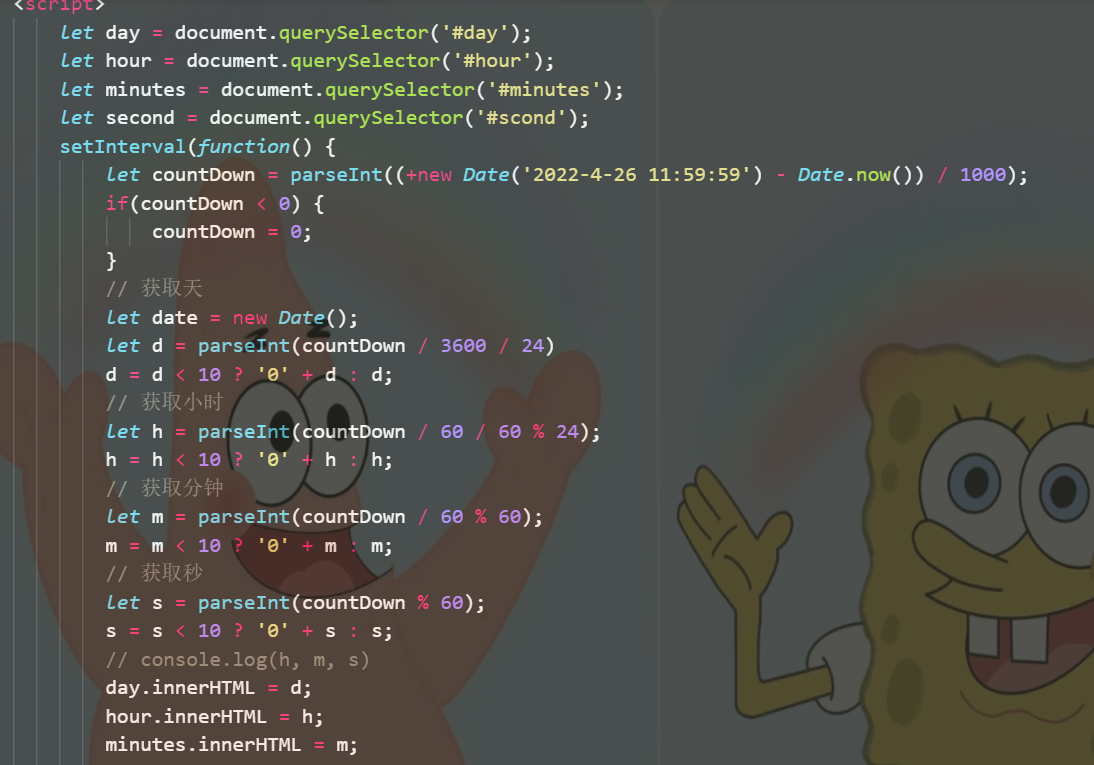 <script>
let day = document.querySelector('#day');
let hour = document.querySelector('#hour');
let minutes = document.querySelector('#minutes');
let second = document.querySelector('#scond');
setInterval(function() {
let countDown = parseInt((+new Date('2022-4-26 11:59:59') - Date.now()) / 1000);
if(countDown < 0) {
countDown = 0;
}
// 获取天
let date = new Date();
let d = parseInt(countDown / 3600 / 24)
d = d < 10 ? '0' + d : d;
// 获取小时
let h = parseInt(countDown / 60 / 60 % 24);
h = h < 10 ? '0' + h : h;
// 获取分钟
let m = parseInt(countDown / 60 % 60);
m = m < 10 ? '0' + m : m;
// 获取秒
let s = parseInt(countDown % 60);
s = s < 10 ? '0' + s : s;
// console.log(h, m, s)
day.innerHTML = d;
hour.innerHTML = h;
minutes.innerHTML = m;